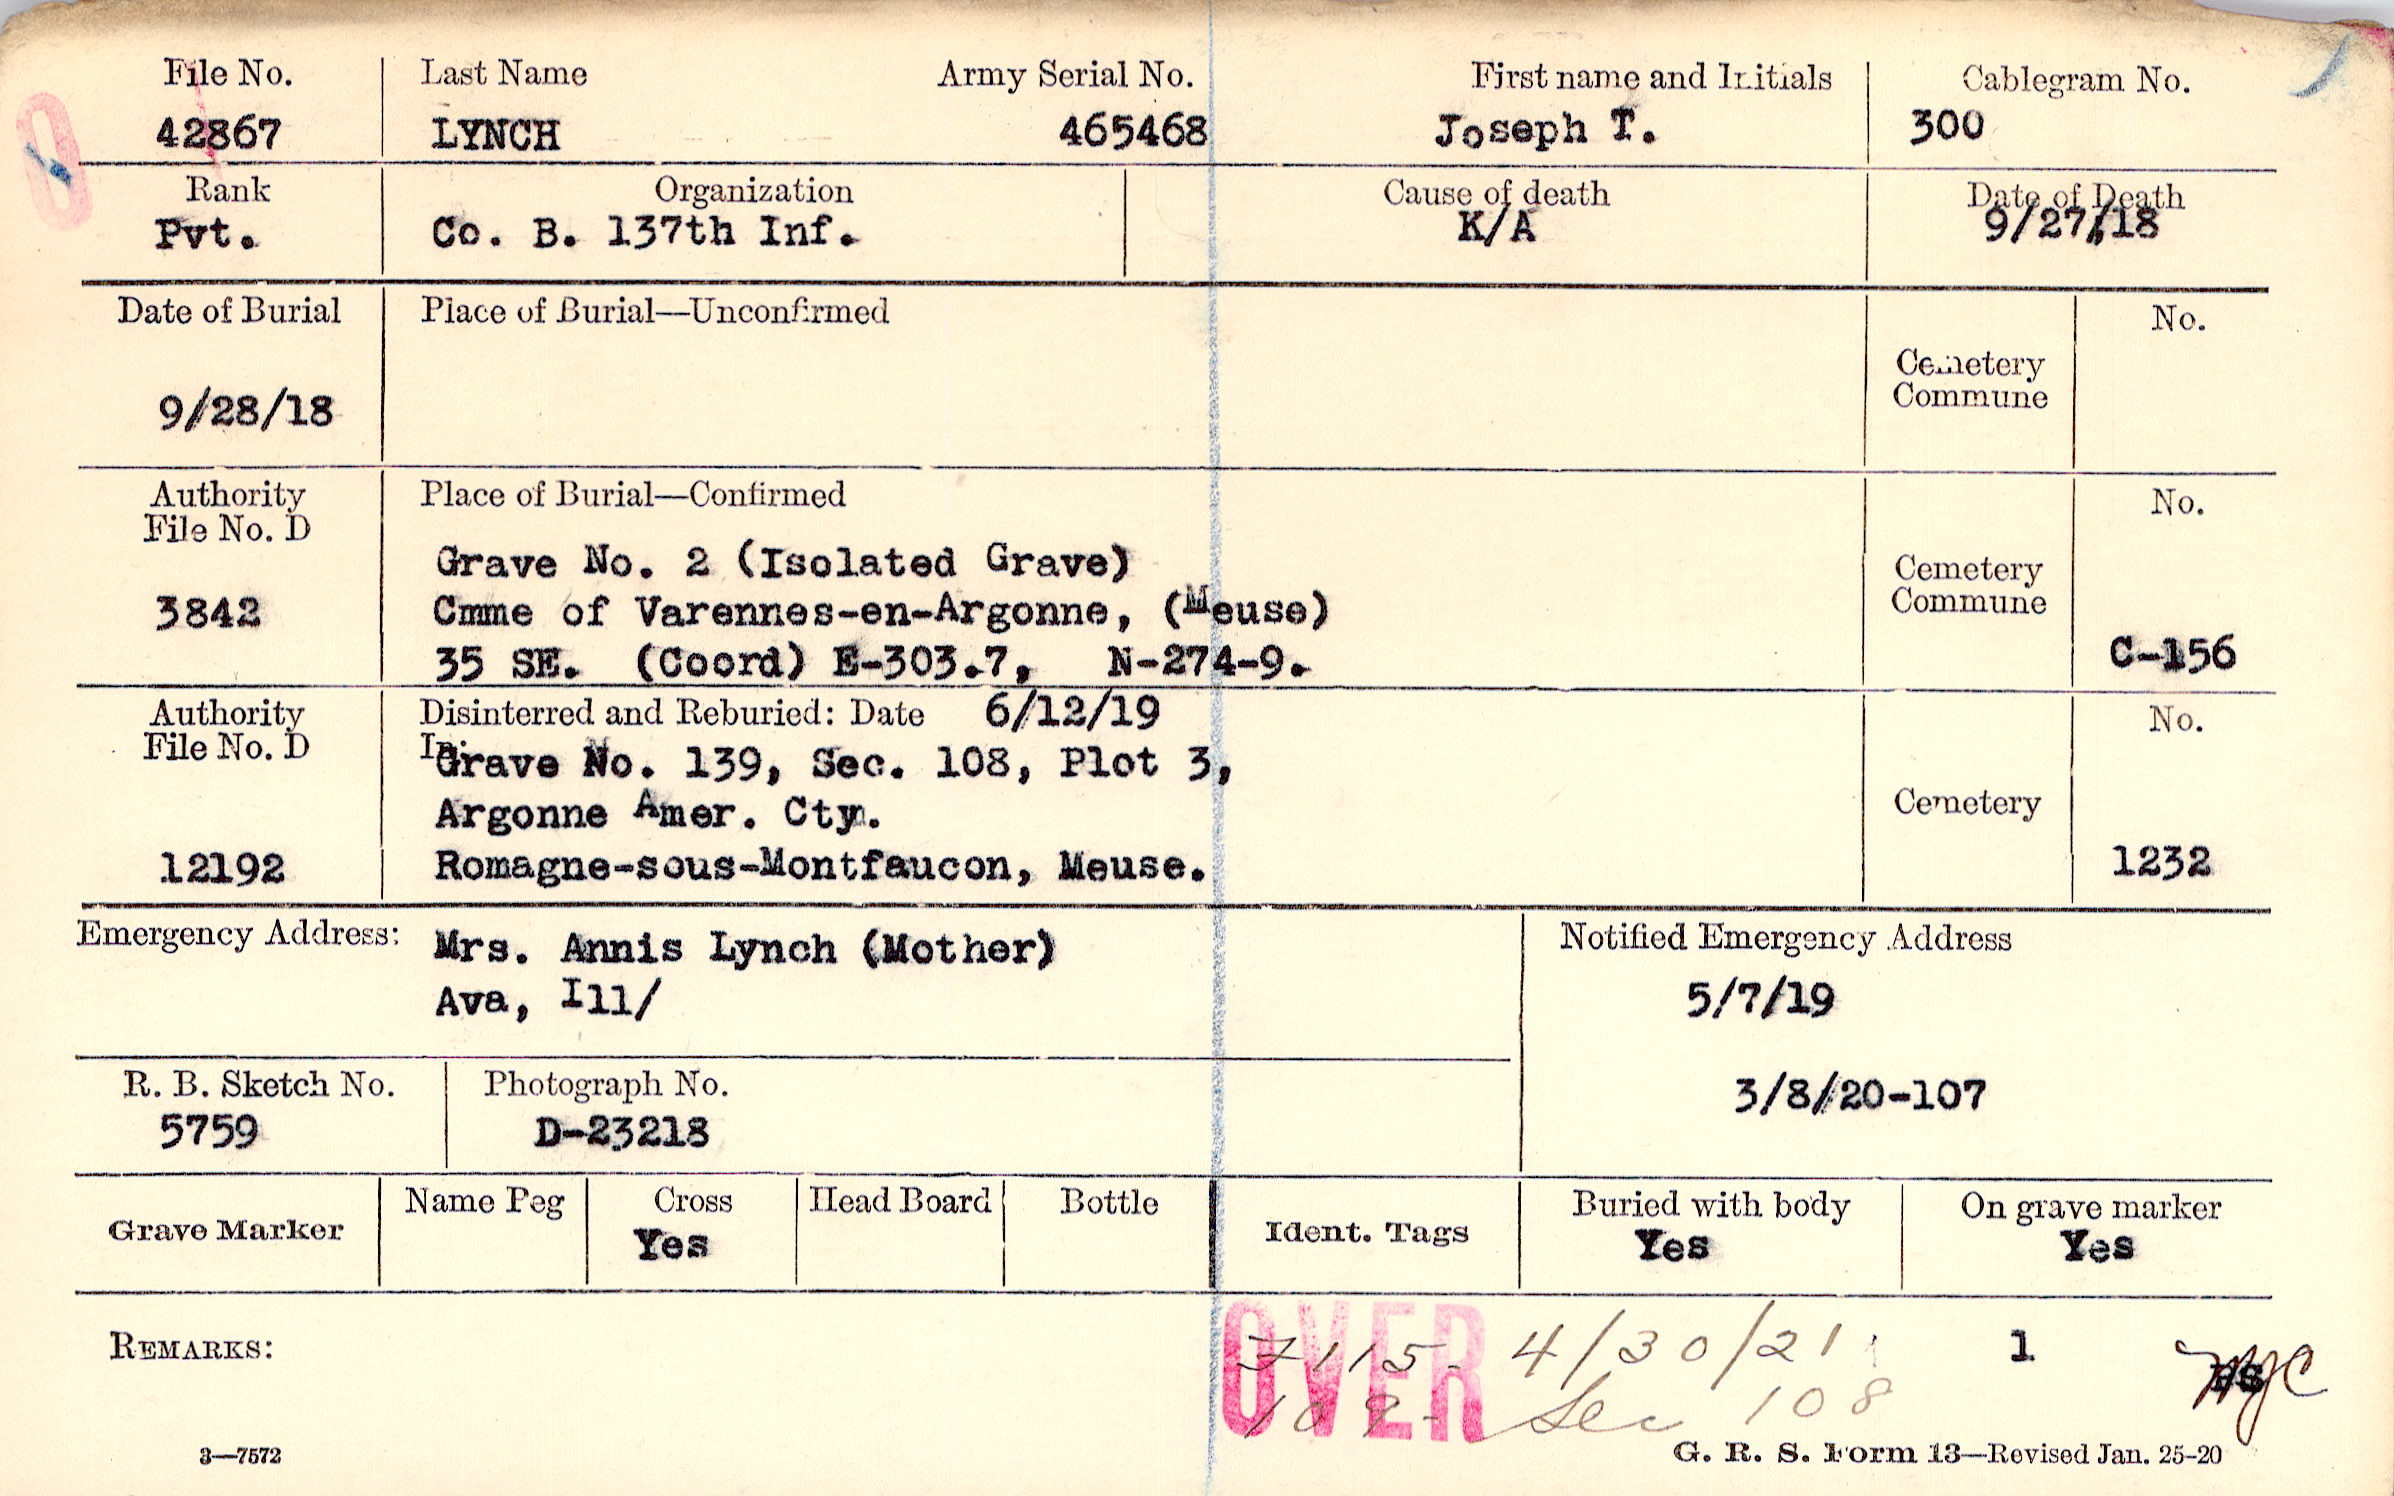 File No. Last Name Army Serial No. First name and Initials Cablegram No.
42867 LYNCH 465468 Joseph T. 300
Rank Organization Cause of death Date of Death
Pvt. Co. B. 137th Inf. K/A 9/27/18
Date of Burial Place of Burial—Unconfirmed No.
Cemetery
Commune
9/28/18
Authority Place of Burial—Confirmed No.
File No. D
Grave No. 2 (Isolated Grave) Cemetery
3842 Cmme of Varennes-en-Argonne, (Meuse) Commune
35 SE. (Coord) E-303.7, N-274-9. C-156
Authority Disinterred and Reburied: Date 6/12/19 No.
File No. D In:
Grave No. 139, Sec. 108, Plot 3,
Argonne Amer. Cty. Cemetery
12192 Romagne-sous-Montfaucon, Meuse. 1232
Emergency Address: Mrs. Annis Lynch (Mother) Notified Emergency Address
Ava, Ill/ 5/7/19
R. B. Sketch No. Photograph No. 3/8/20-107
5759 D-23218
Grave Marker Name Peg Cross Head Board Bottle Ident. Tags Buried with body On grave marker
Yes Yes Yes
REMARKS: OVER 7115- 4/30/21 1
109- Sec 108
3—7572 G. R. S. Form 13—Revised Jan. 25-20